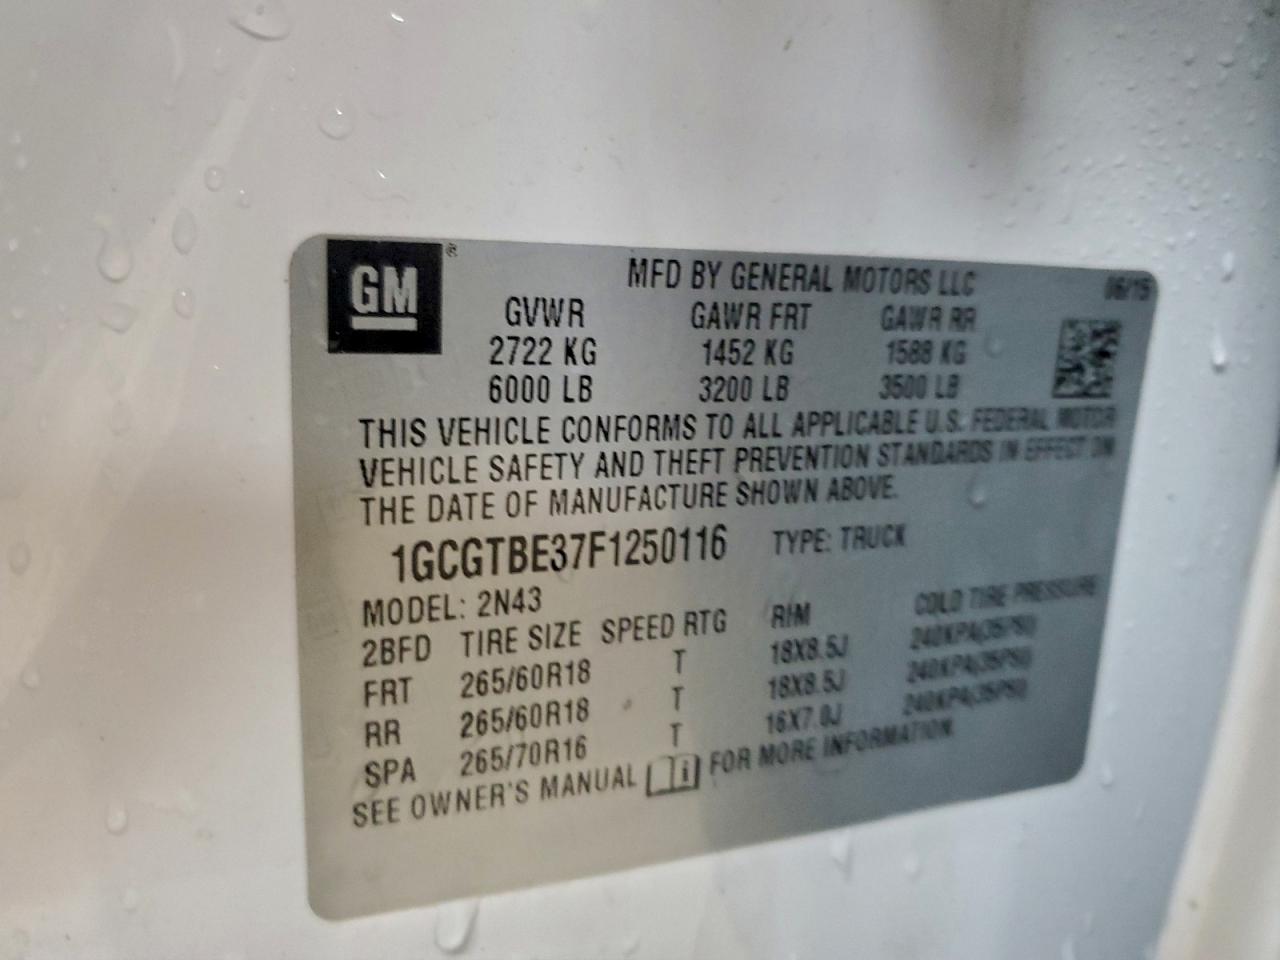 GM®
MFD BY GENERAL MOTORS LLC 06/15
GVWR GAWR FRT GAWR RR
2722 KG 1452 KG 1588 KG
6000 LB 3200 LB 3500 LB
THIS VEHICLE CONFORMS TO ALL APPLICABLE U.S. FEDERAL MOTOR
VEHICLE SAFETY AND THEFT PREVENTION STANDARDS IN EFFECT ON
THE DATE OF MANUFACTURE SHOWN ABOVE.
1GCGTBE37F1250116 TYPE: TRUCK
MODEL: 2N43
2BFD TIRE SIZE SPEED RTG RIM COLD TIRE PRESSURE
FRT 265/60R18 T 18X8.5J 240KPA(35PSI)
RR 265/60R18 T 18X8.5J 240KPA(35PSI)
SPA 265/70R16 T 16X7.0J 240KPA(35PSI)
SEE OWNER'S MANUAL i FOR MORE INFORMATION